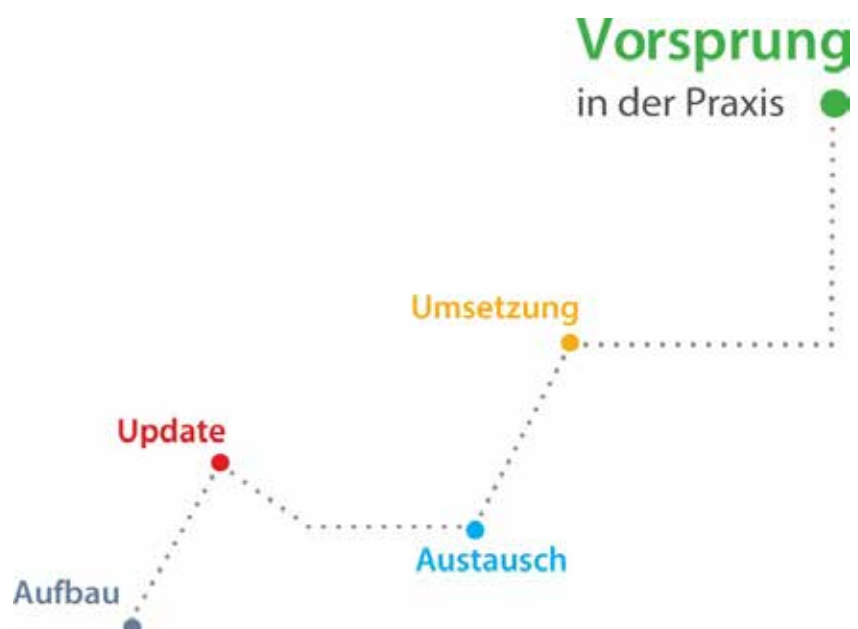 Vorsprung
in der Praxis
Umsetzung
Update
Austausch
Aufbau